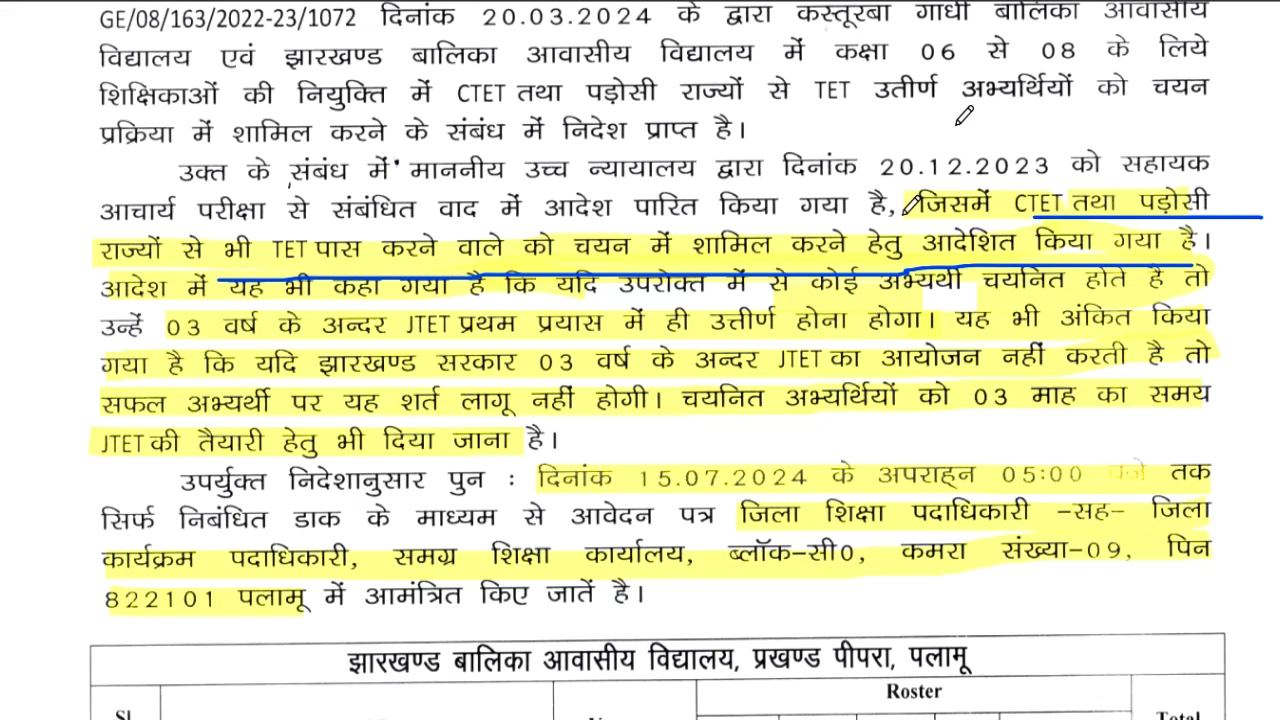 GE/08/163/2022-23/1072 दिनांक 20.03.2024 के द्वारा कस्तूरबा गांधी बालिका आवासीय
विद्यालय एवं झारखण्ड बालिका आवासीय विद्यालय में कक्षा 06 से 08 के लिये
शिक्षिकाओं की नियुक्ति में CTET तथा पड़ोसी राज्यों से TET उतीर्ण अभ्यर्थियों को चयन
प्रक्रिया में शामिल करने के संबंध में निदेश प्राप्त है।
उक्त के संबंध में माननीय उच्च न्यायालय द्वारा दिनांक 20.12.2023 को सहायक
आचार्य परीक्षा से संबंधित वाद में आदेश पारित किया गया है, जिसमें CTET तथा पड़ोसी
राज्यों से भी TET पास करने वाले को चयन में शामिल करने हेतु आदेशित किया गया है।
आदेश में यह भी कहा गया है कि यदि उपरोक्त में से कोई अभ्यर्थी चयनित होते है तो
उन्हें 03 वर्ष के अन्दर JTET प्रथम प्रयास में ही उत्तीर्ण होना होगा। यह भी अंकित किया
गया है कि यदि झारखण्ड सरकार 03 वर्ष के अन्दर JTET का आयोजन नहीं करती है तो
सफल अभ्यर्थी पर यह शर्त लागू नहीं होगी। चयनित अभ्यर्थियों को 03 माह का समय
JTET की तैयारी हेतु भी दिया जाना है।
उपर्युक्त निदेशानुसार पुन : दिनांक 15.07.2024 के अपराह्न 05:00 बजे तक
सिर्फ निबंधित डाक के माध्यम से आवेदन पत्र जिला शिक्षा पदाधिकारी -सह- जिला
कार्यक्रम पदाधिकारी, समग्र शिक्षा कार्यालय, ब्लॉक-सी0, कमरा संख्या-09, पिन
822101 पलामू में आमंत्रित किए जातें है।
झारखण्ड बालिका आवासीय विद्यालय, प्रखण्ड पीपरा, पलामू
Roster
Sl
Total